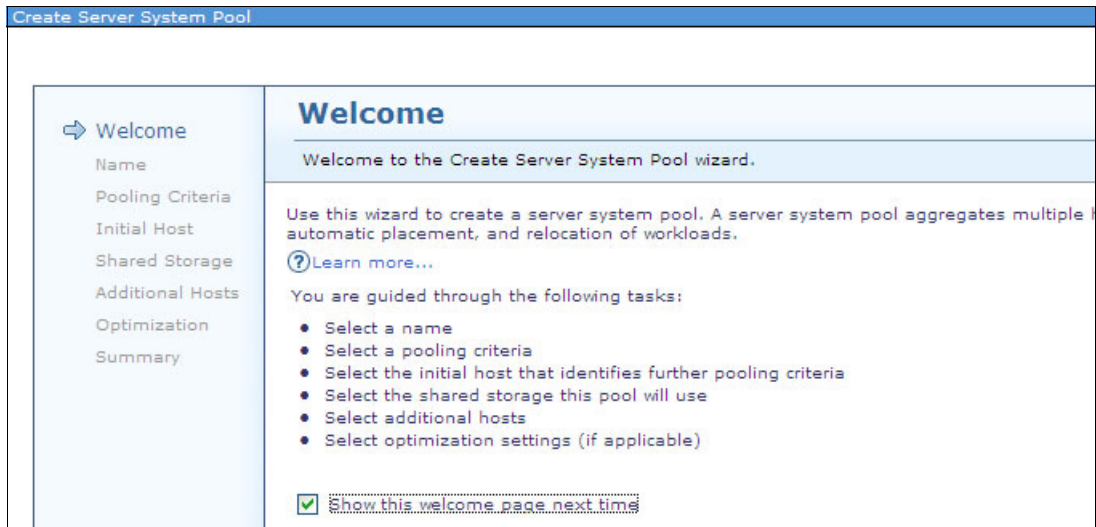 Create Server System Pool
Welcome
Name
Pooling Criteria
Initial Host
Shared Storage
Additional Hosts
Optimization
Summary
Welcome
Welcome to the Create Server System Pool wizard.
Use this wizard to create a server system pool. A server system pool aggregates multiple
automatic placement, and relocation of workloads.
Learn more...
You are guided through the following tasks:
• Select a name
• Select a pooling criteria
• Select the initial host that identifies further pooling criteria
• Select the shared storage this pool will use
• Select additional hosts
• Select optimization settings (if applicable)
Show this welcome page next time